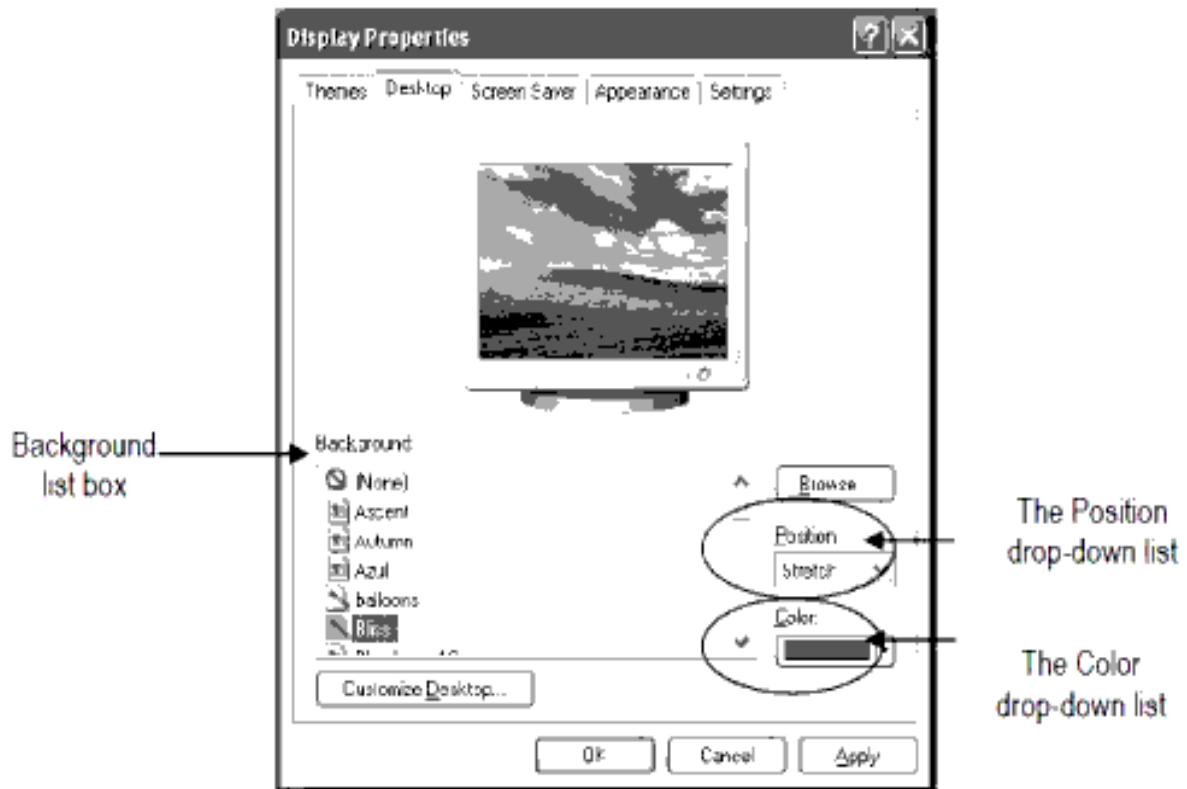 Display Properties
Themes Desktop Screen Saver Appearance Settings
Background
list box
Background
(None)
Ascent
Autumn
Azul
balloons
Bliss
Browse
Position
Stretch
Color:
The Position
drop-down list
The Color
drop-down list
Customize Desktop...
OK Cancel Apply